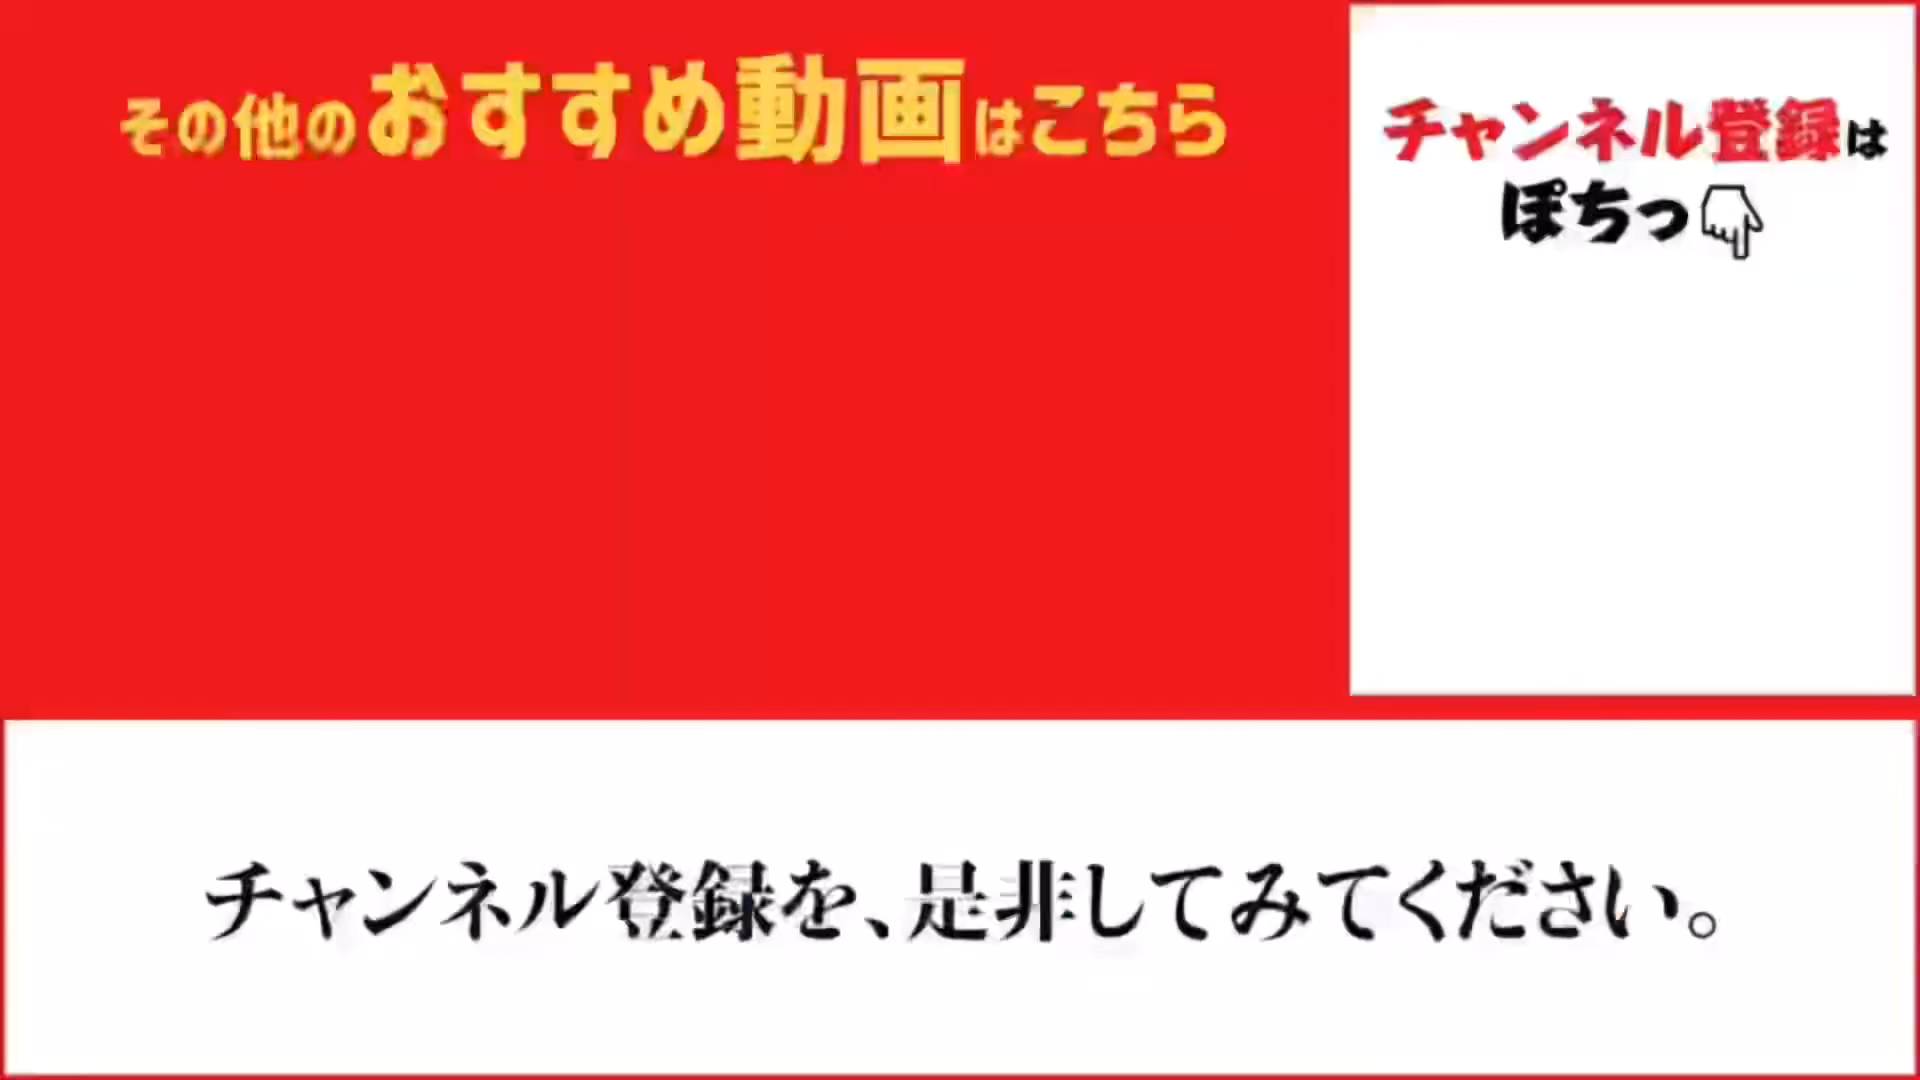 その他のおすすめ動画はこちら
チャンネル登録は
ぽちっ
チャンネル登録を、是非してみてください。